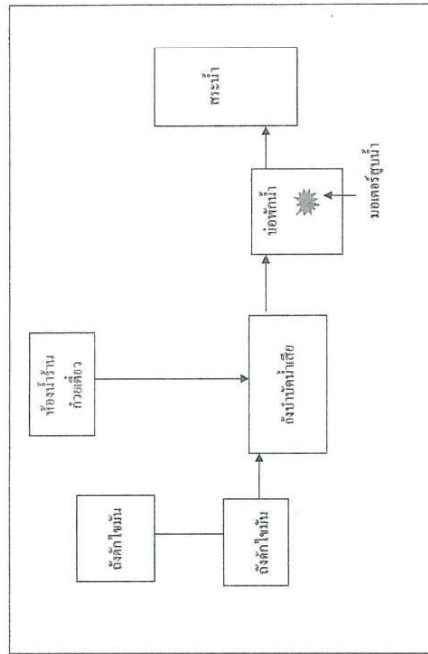 ถังดักไขมัน
ถังดักไขมัน
ห้องน้ำร้าน
ก๋วยเตี๋ยว
ถังบำบัดน้ำเสีย
บ่อพักน้ำ
มอเตอร์สูบน้ำ
สระน้ำ